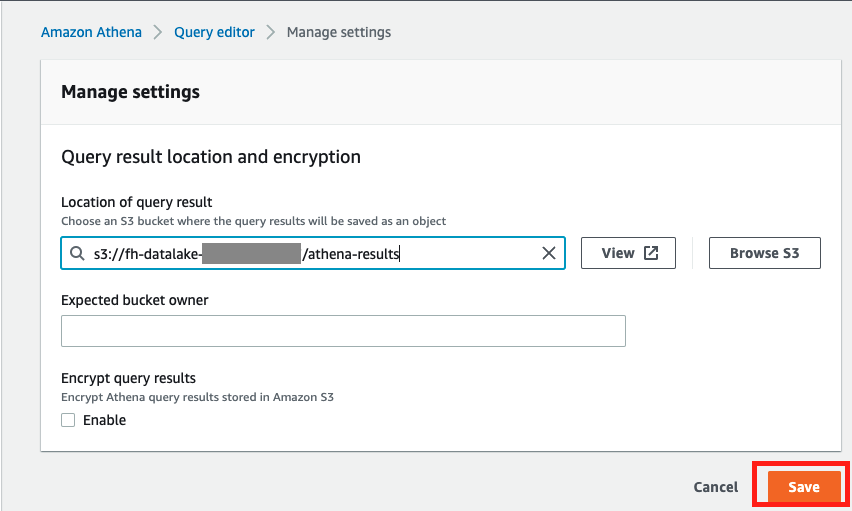 Amazon Athena > Query editor > Manage settings
Manage settings
Query result location and encryption
Location of query result
Choose an S3 bucket where the query results will be saved as an object
s3://fh-datalake- /athena-results
View
Browse S3
Expected bucket owner
Encrypt query results
Encrypt Athena query results stored in Amazon S3
Enable
Cancel
Save